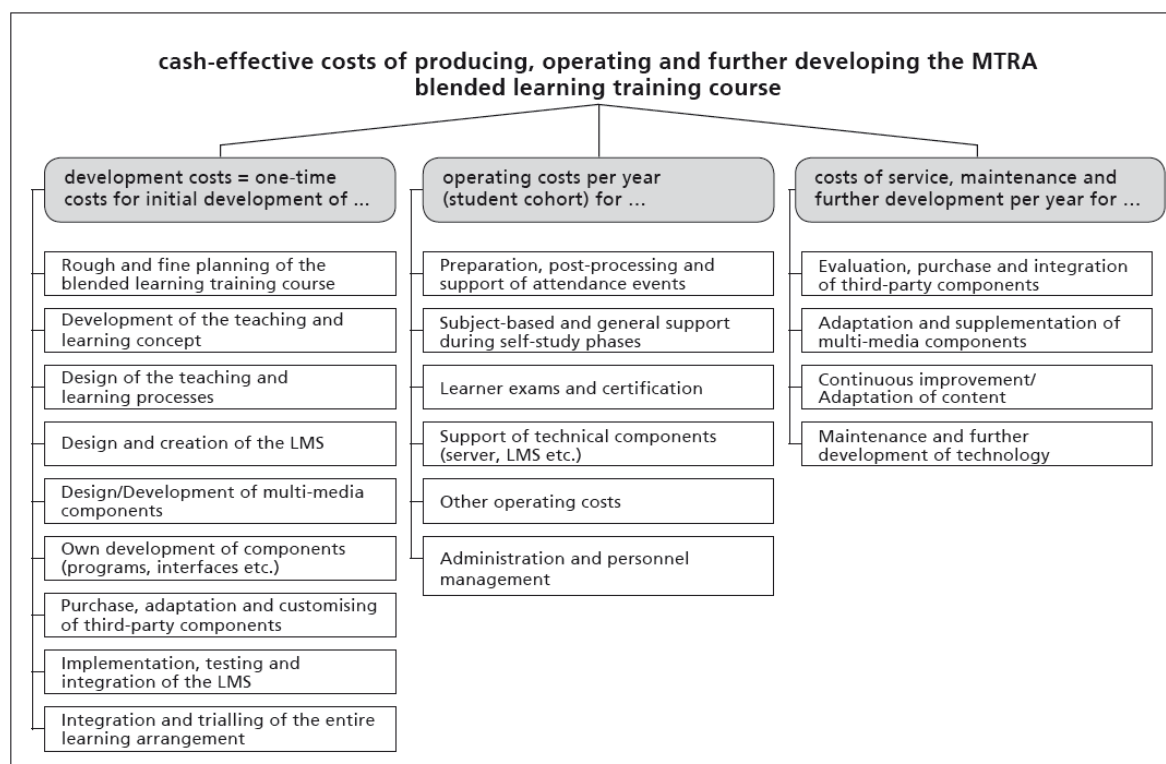 cash-effective costs of producing, operating and further developing the MTRA
blended learning training course
development costs = one-time
costs for initial development of ...
Rough and fine planning of the
blended learning training course
Development of the teaching and
learning concept
Design of the teaching and
learning processes
Design and creation of the LMS
Design/Development of multi-media
components
Own development of components
(programs, interfaces etc.)
Purchase, adaptation and customising
of third-party components
Implementation, testing and
integration of the LMS
Integration and trialling of the entire
learning arrangement
operating costs per year
(student cohort) for ...
Preparation, post-processing and
support of attendance events
Subject-based and general support
during self-study phases
Learner exams and certification
Support of technical components
(server, LMS etc.)
Other operating costs
Administration and personnel
management
costs of service, maintenance and
further development per year for ...
Evaluation, purchase and integration
of third-party components
Adaptation and supplementation of
multi-media components
Continuous improvement/
Adaptation of content
Maintenance and further
development of technology